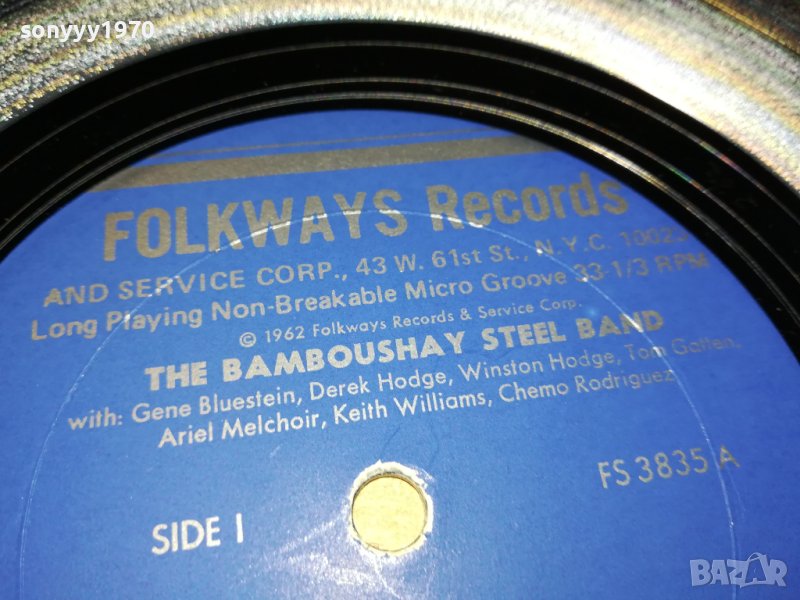 sonyyy1970
FOLKWAYS Records
AND SERVICE CORP., 43 W. 61st St., N.Y.C. 10023
Long Playing Non-Breakable Micro Groove 33-1/3 RPM
© 1962 Folkways Records & Service Corp.
THE BAMBOUSHAY STEEL BAND
with: Gene Bluestein, Derek Hodge, Winston Hodge, Tom Gatten,
Ariel Melchoir, Keith Williams, Chemo Rodriguez
FS 3835 A
SIDE I
BAZAR